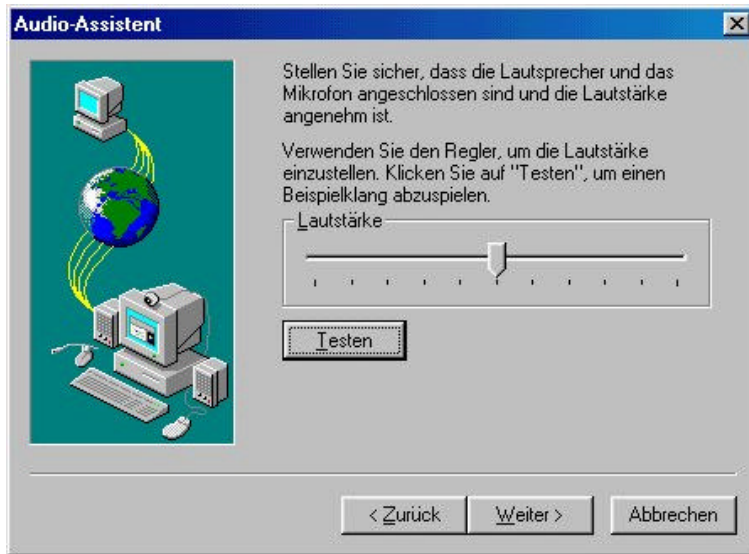 Audio-Assistent
Stellen Sie sicher, dass die Lautsprecher und das
Mikrofon angeschlossen sind und die Lautstärke
angenehm ist.
Verwenden Sie den Regler, um die Lautstärke
einzustellen. Klicken Sie auf "Testen", um einen
Beispielklang abzuspielen.
Lautstärke
Testen
< Zurück
Weiter >
Abbrechen